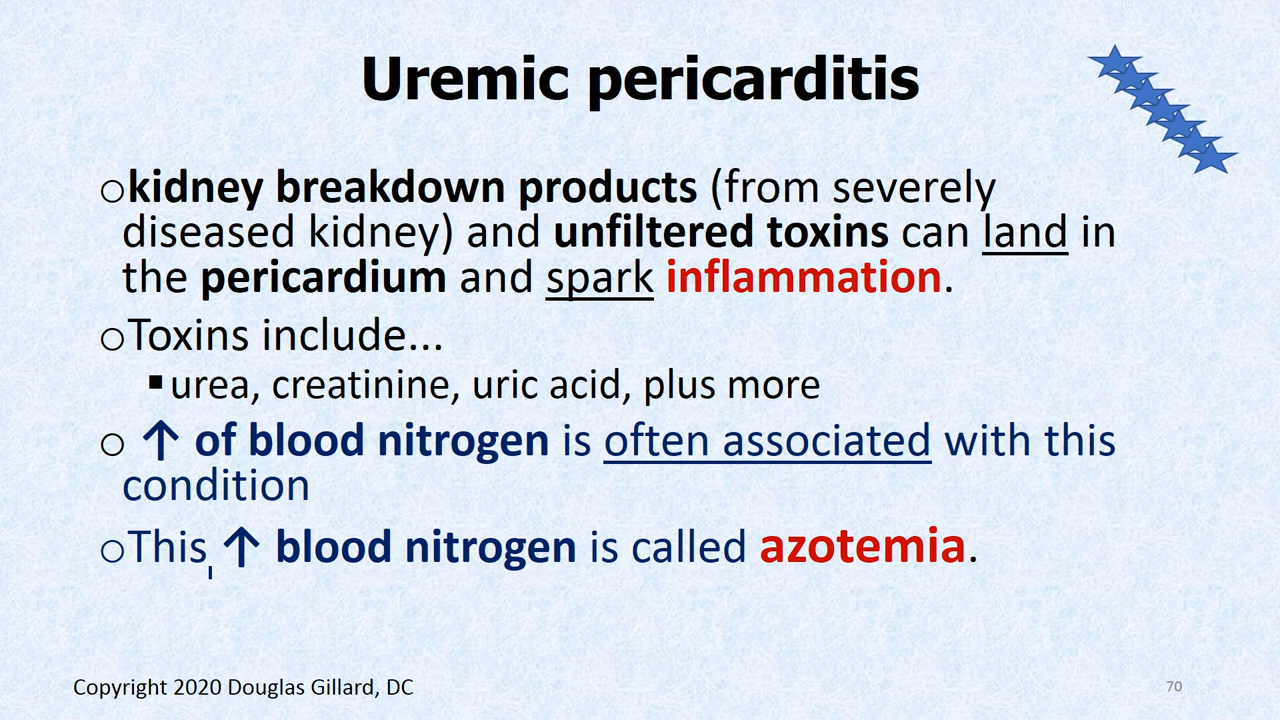 Uremic pericarditis
○kidney breakdown products (from severely
diseased kidney) and unfiltered toxins can land in
the pericardium and spark inflammation.
○Toxins include...
▪urea, creatinine, uric acid, plus more
○ ↑ of blood nitrogen is often associated with this
condition
○This ↑ blood nitrogen is called azotemia.
Copyright 2020 Douglas Gillard, DC
70